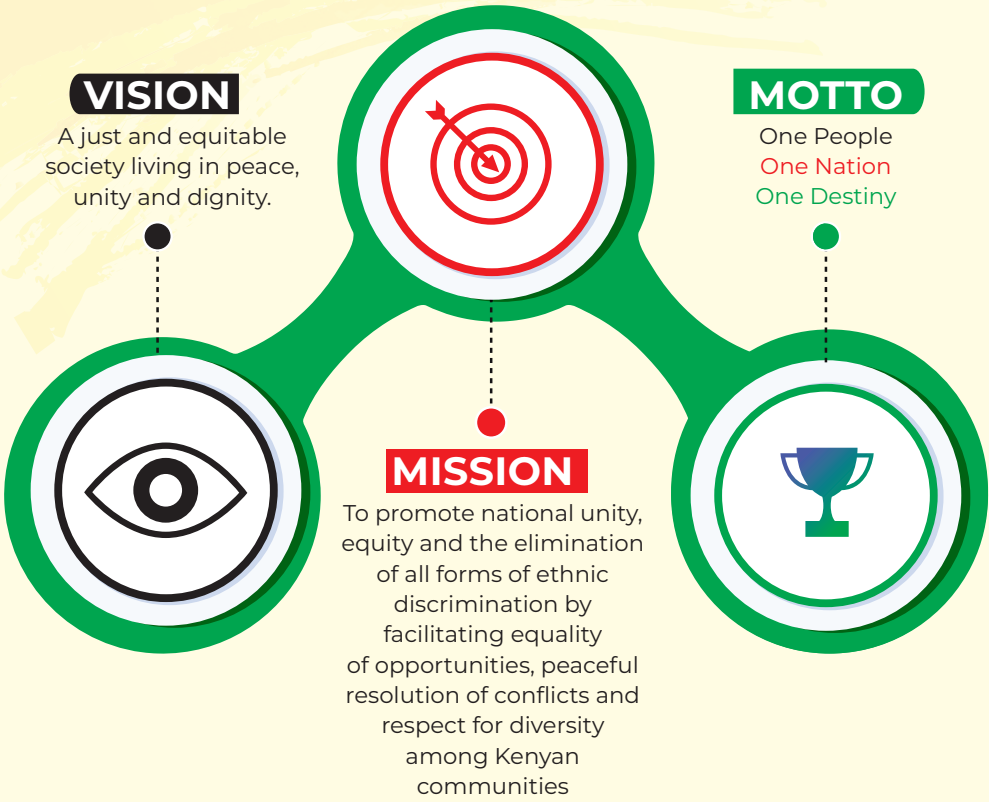 VISION
A just and equitable
society living in peace,
unity and dignity.
MISSION
To promote national unity,
equity and the elimination
of all forms of ethnic
discrimination by
facilitating equality
of opportunities, peaceful
resolution of conflicts and
respect for diversity
among Kenyan
communities
MOTTO
One People
One Nation
One Destiny